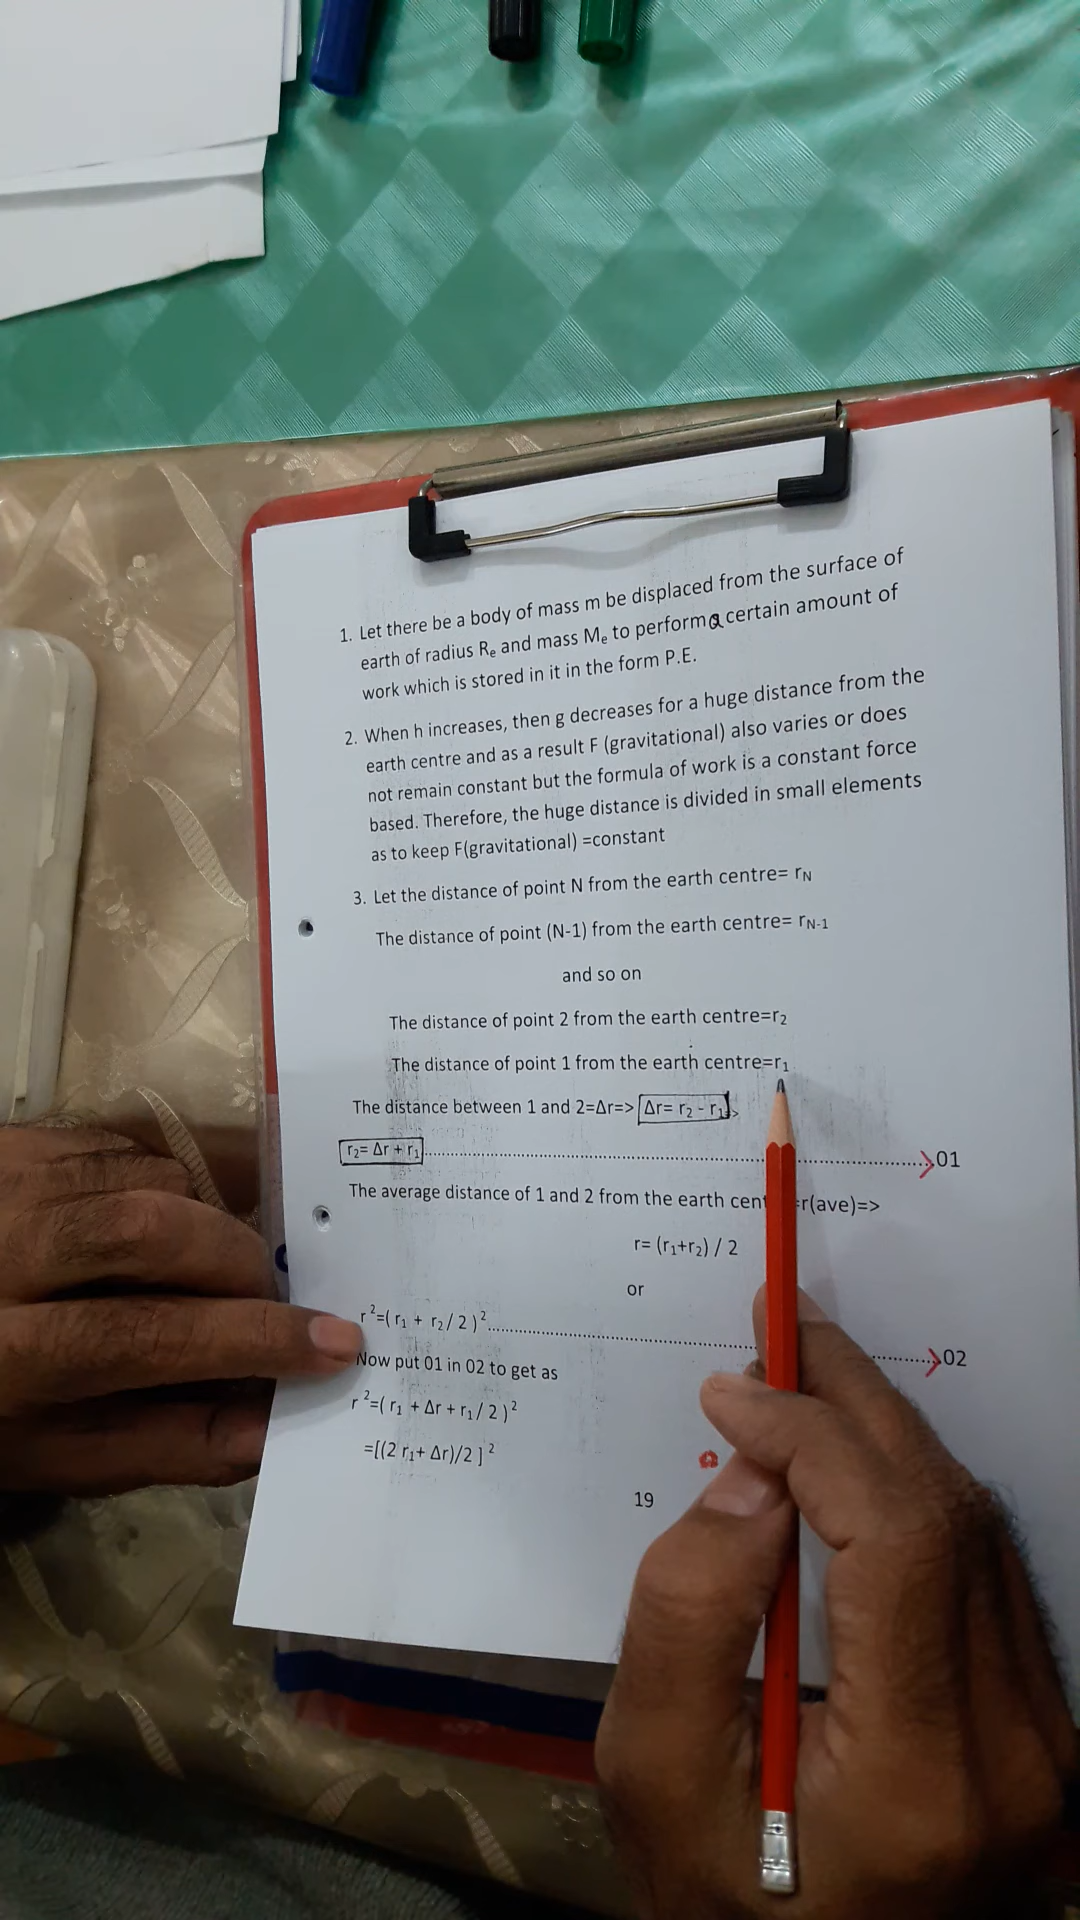 1. Let there be a body of mass m be displaced from the surface of
earth of radius Re and mass Me to perform a certain amount of
work which is stored in it in the form P.E.
2. When h increases, then g decreases for a huge distance from the
earth centre and as a result F (gravitational) also varies or does
not remain constant but the formula of work is a constant force
based. Therefore, the huge distance is divided in small elements
as to keep F(gravitational) =constant
3. Let the distance of point N from the earth centre= rN
The distance of point (N-1) from the earth centre= rN-1
and so on
The distance of point 2 from the earth centre=r2
The distance of point 1 from the earth centre=r1
The distance between 1 and 2=Δr=> Δr= r2 - r1=>
r2= Δr + r1..........→01
The average distance of 1 and 2 from the earth =r(ave)=>
r= (r1+r2) / 2
or
r²=( r1 + r2/ 2 )²..........→02
Now put 01 in 02 to get as
r²=( r1 + Δr + r1/ 2 )²
=[(2 r1+ Δr)/2 ]²
19